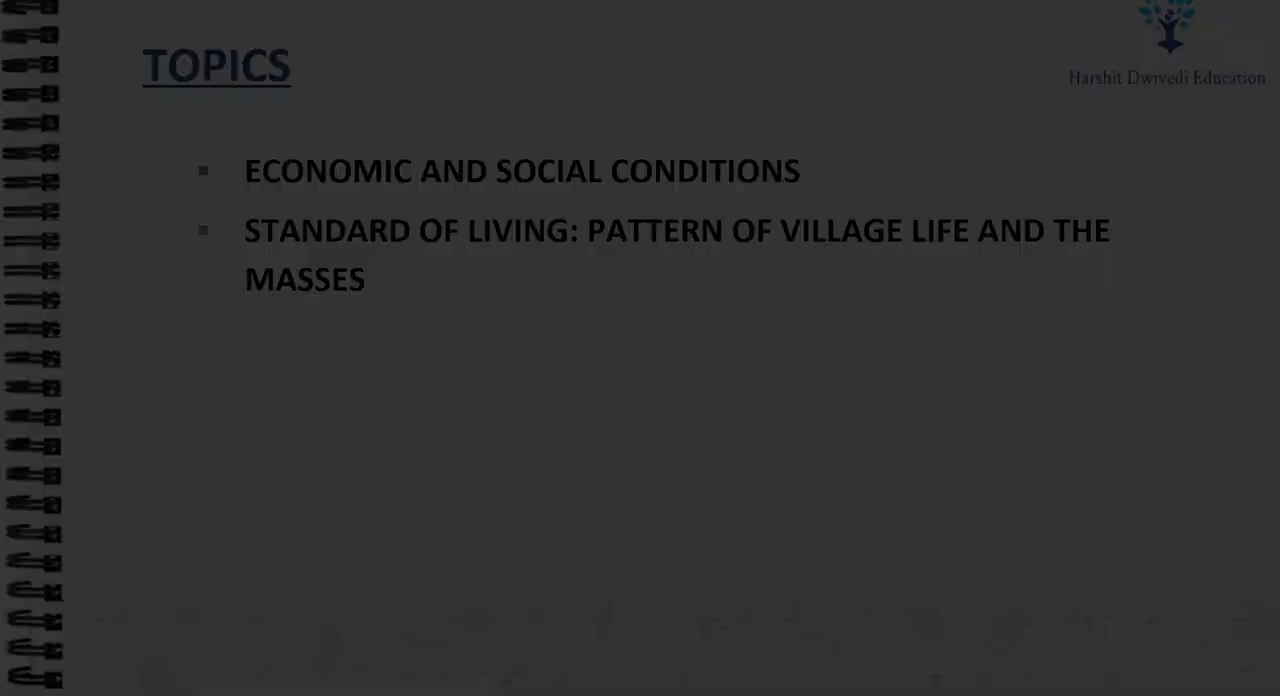 Harshit Dwivedi Education
TOPICS
ECONOMIC AND SOCIAL CONDITIONS
STANDARD OF LIVING: PATTERN OF VILLAGE LIFE AND THE
MASSES